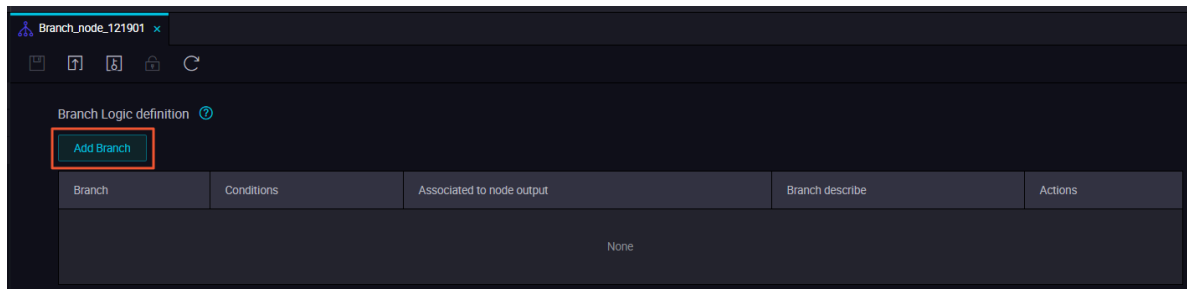 Branch_node_121901 ×
Branch Logic definition ?
Add Branch
Branch Conditions Associated to node output Branch describe Actions
None